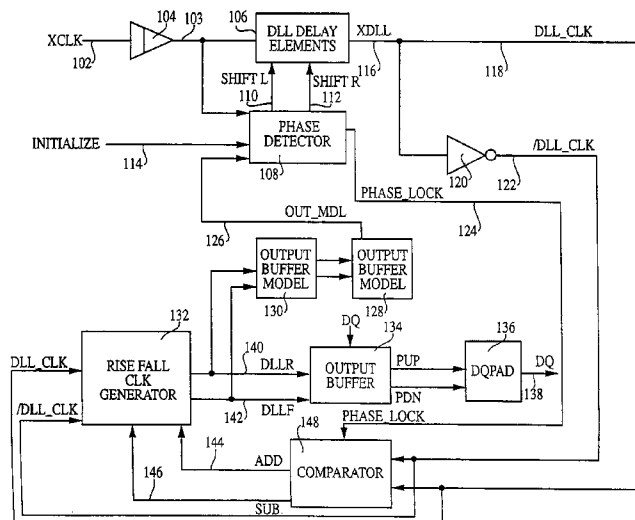 XCLK
102
104
103
106
DLL DELAY
ELEMENTS
XDLL
116
DLL_CLK
118
SHIFT L
110
SHIFT R
112
INITIALIZE
114
PHASE
DETECTOR
108
120
/DLL_CLK
122
PHASE_LOCK
124
OUT_MDL
126
OUTPUT
BUFFER
MODEL
130
OUTPUT
BUFFER
MODEL
128
132
RISE FALL
CLK
GENERATOR
DLL_CLK
/DLL_CLK
140
DLLR
142
DLLF
DQ
134
OUTPUT
BUFFER
PUP
PDN
136
DQPAD
DQ
138
PHASE_LOCK
148
COMPARATOR
144
ADD
146
SUB